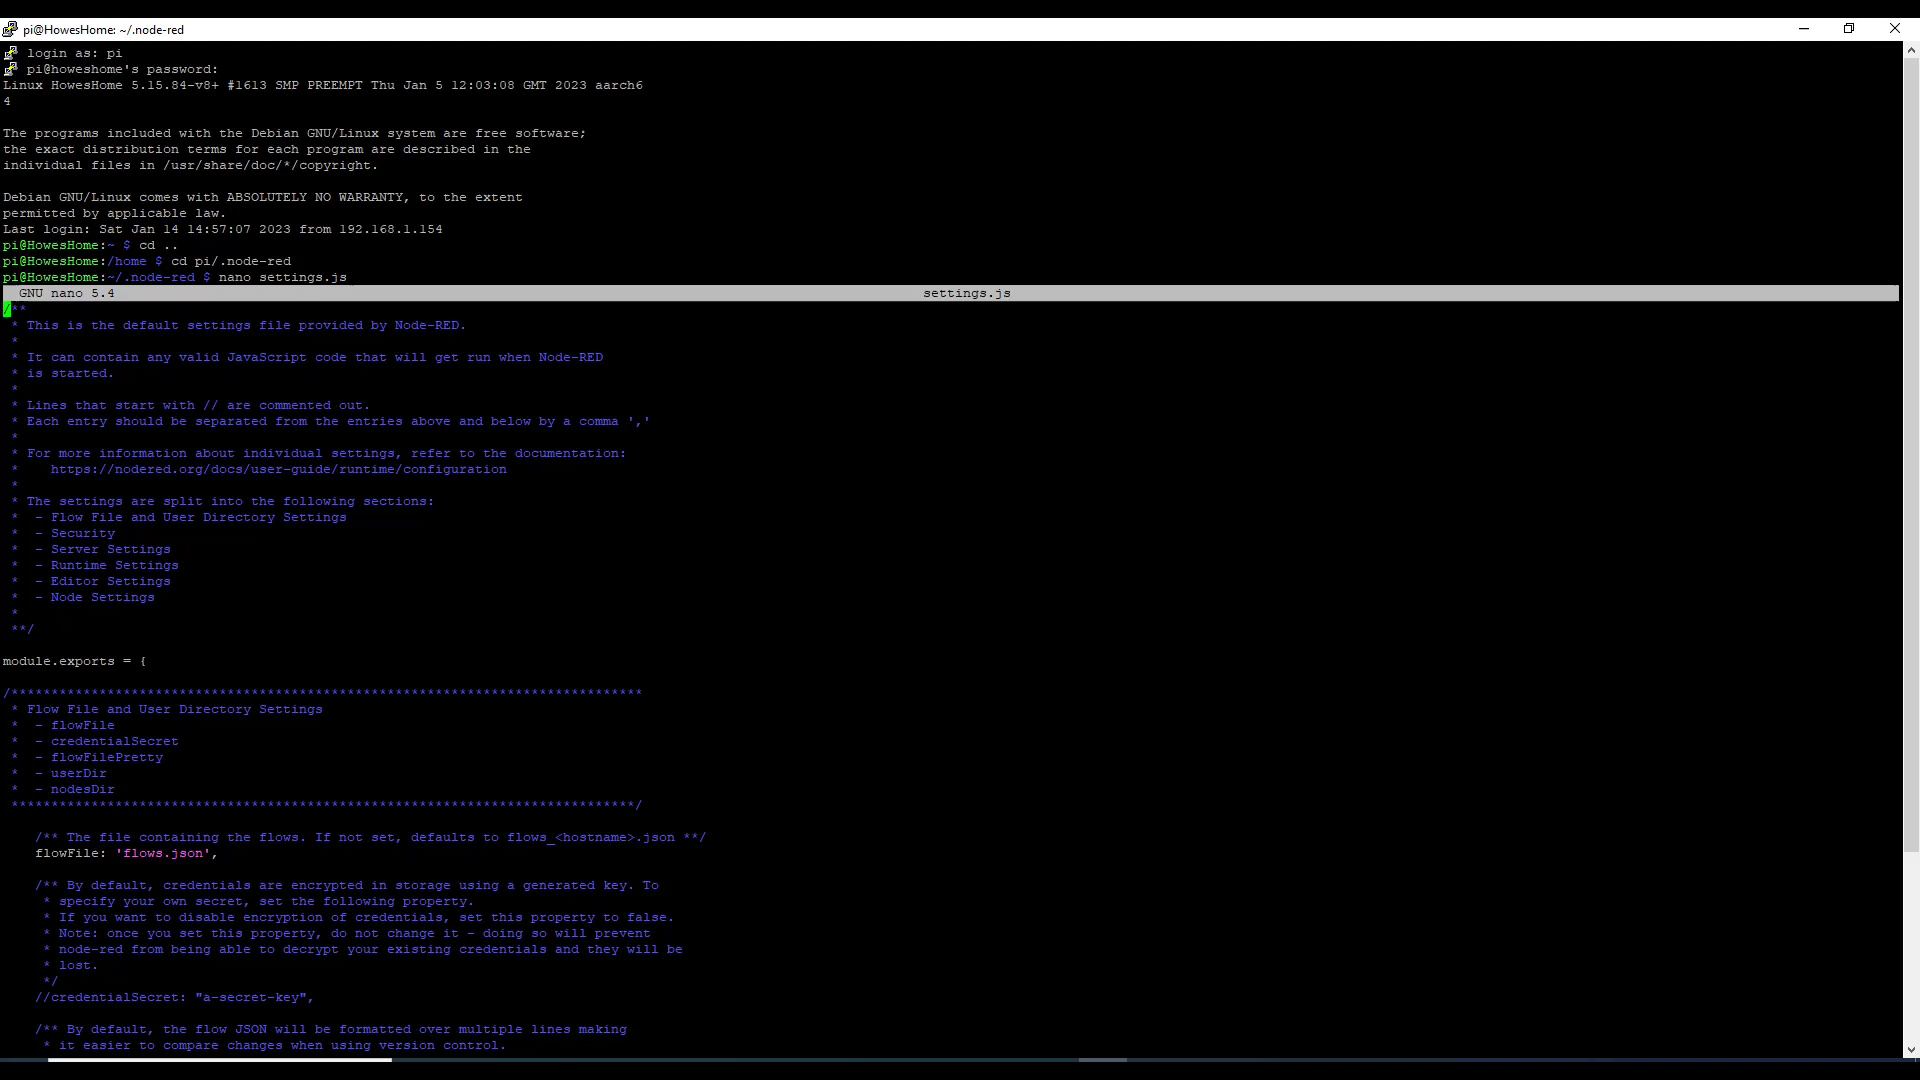 pi@HowesHome: ~/.node-red
login as: pi
pi@howeshome's password:
Linux HowesHome 5.15.84-v8+ #1613 SMP PREEMPT Thu Jan 5 12:03:08 GMT 2023 aarch6
4
The programs included with the Debian GNU/Linux system are free software;
the exact distribution terms for each program are described in the
individual files in /usr/share/doc/*/copyright.
Debian GNU/Linux comes with ABSOLUTELY NO WARRANTY, to the extent
permitted by applicable law.
Last login: Sat Jan 14 14:57:07 2023 from 192.168.1.154
pi@HowesHome:~ $ cd ..
pi@HowesHome:/home $ cd pi/.node-red
pi@HowesHome:~/.node-red $ nano settings.js
GNU nano 5.4 settings.js
/**
* This is the default settings file provided by Node-RED.
*
* It can contain any valid JavaScript code that will get run when Node-RED
* is started.
*
* Lines that start with // are commented out.
* Each entry should be separated from the entries above and below by a comma ','
*
* For more information about individual settings, refer to the documentation:
* https://nodered.org/docs/user-guide/runtime/configuration
*
* The settings are split into the following sections:
* - Flow File and User Directory Settings
* - Security
* - Server Settings
* - Runtime Settings
* - Editor Settings
* - Node Settings
*
**/
module.exports = {
/*******************************************************************************
* Flow File and User Directory Settings
* - flowFile
* - credentialSecret
* - flowFilePretty
* - userDir
* - nodesDir
******************************************************************************/
/** The file containing the flows. If not set, defaults to flows_<hostname>.json **/
flowFile: 'flows.json',
/** By default, credentials are encrypted in storage using a generated key. To
* specify your own secret, set the following property.
* If you want to disable encryption of credentials, set this property to false.
* Note: once you set this property, do not change it - doing so will prevent
* node-red from being able to decrypt your existing credentials and they will be
* lost.
*/
//credentialSecret: "a-secret-key",
/** By default, the flow JSON will be formatted over multiple lines making
* it easier to compare changes when using version control.